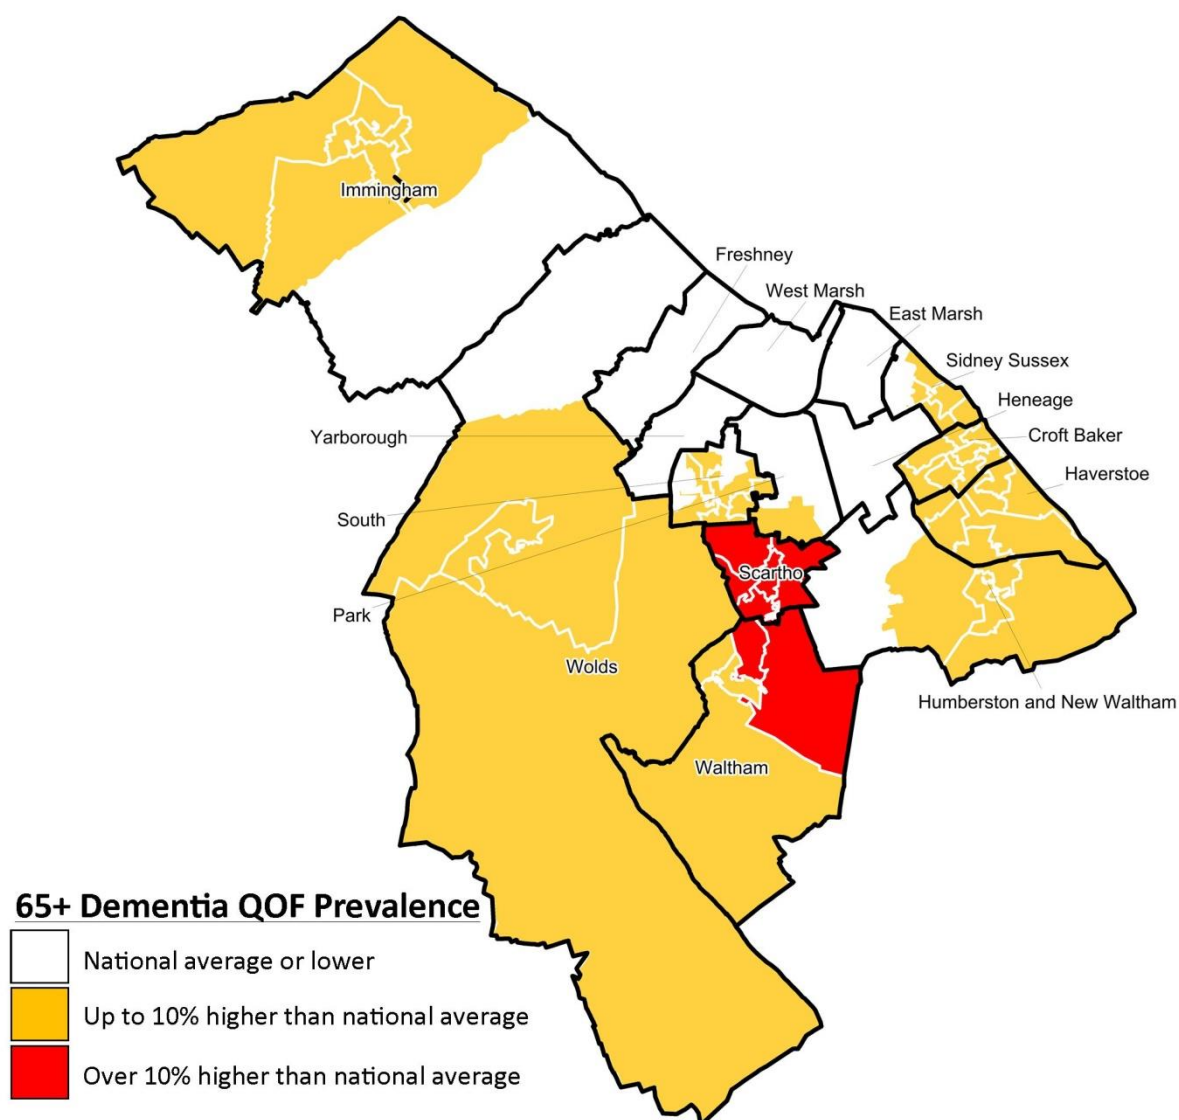 Immingham
Freshney
West Marsh
East Marsh
Sidney Sussex
Heneage
Croft Baker
Haverstoe
Yarborough
South
Park
Scartho
Wolds
Humberston and New Waltham
Waltham
65+ Dementia QOF Prevalence
National average or lower
Up to 10% higher than national average
Over 10% higher than national average